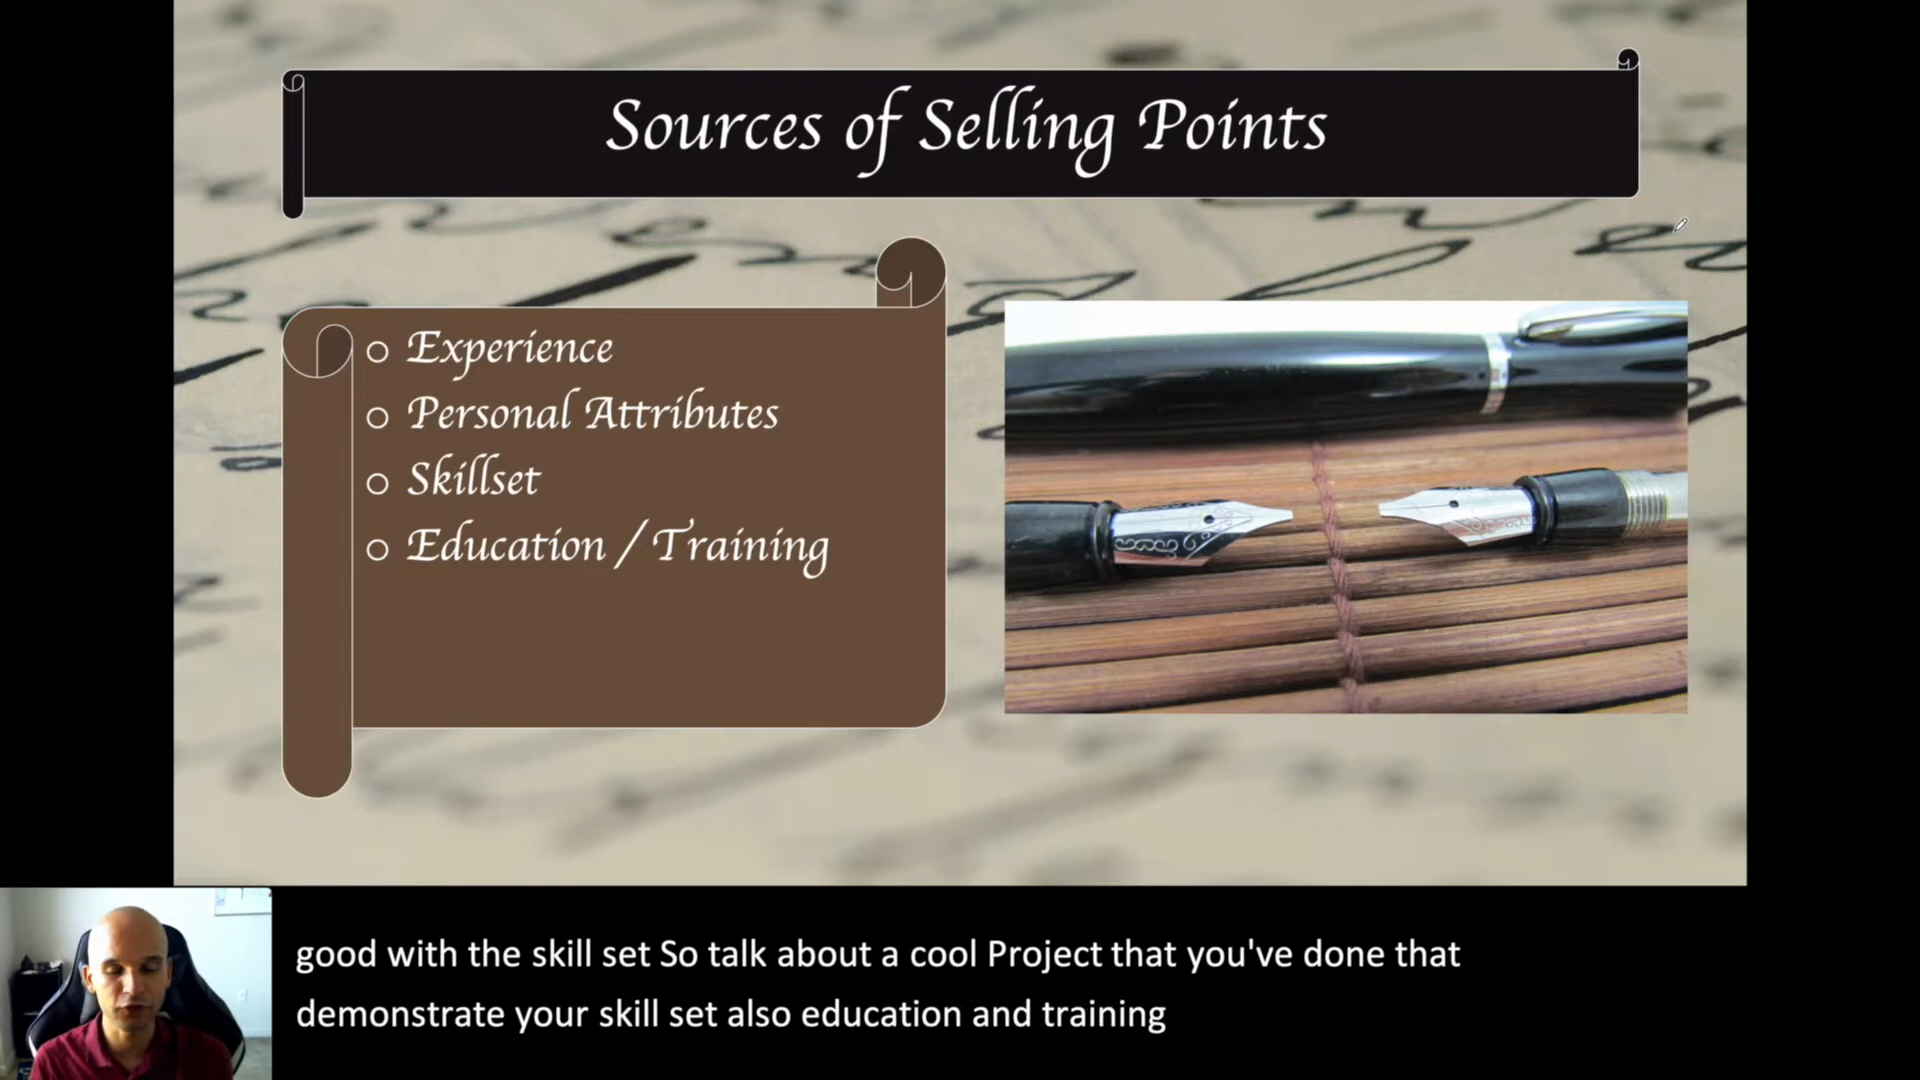 Sources of Selling Points
Experience
Personal Attributes
Skillset
Education / Training
good with the skill set So talk about a cool Project that you've done that
demonstrate your skill set also education and training